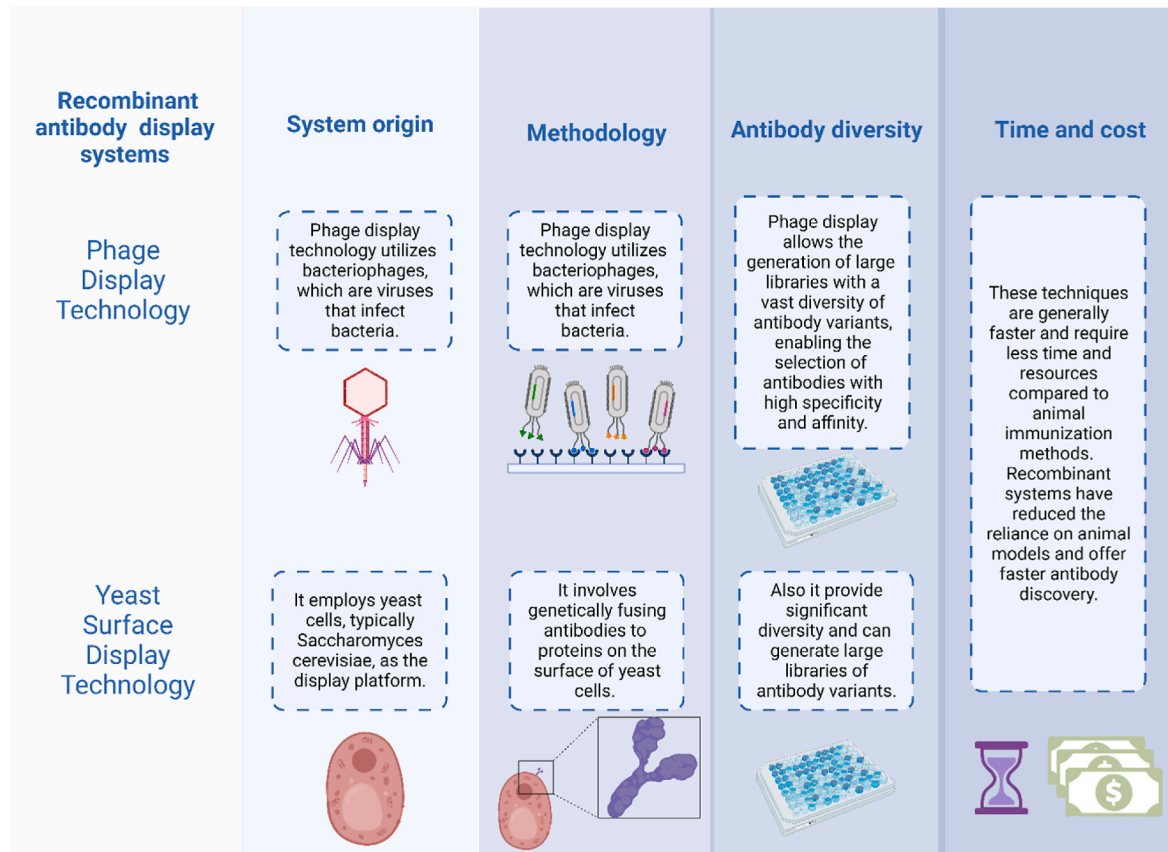 Recombinant
antibody display
systems
System origin
Methodology
Antibody diversity
Time and cost
Phage
Display
Technology
Phage display
technology utilizes
bacteriophages,
which are viruses
that infect
bacteria.
Phage display
technology utilizes
bacteriophages,
which are viruses
that infect
bacteria.
Phage display
allows the
generation of large
libraries with a
vast diversity of
antibody variants,
enabling the
selection of
antibodies with
high specificity
and affinity.
These techniques
are generally
faster and require
less time and
resources
compared to
animal
immunization
methods.
Recombinant
systems have
reduced the
reliance on animal
models and offer
faster antibody
discovery.
Yeast
Surface
Display
Technology
It employs yeast
cells, typically
Saccharomyces
cerevisiae, as the
display platform.
It involves
genetically fusing
antibodies to
proteins on the
surface of yeast
cells.
Also it provide
significant
diversity and can
generate large
libraries of
antibody variants.
$